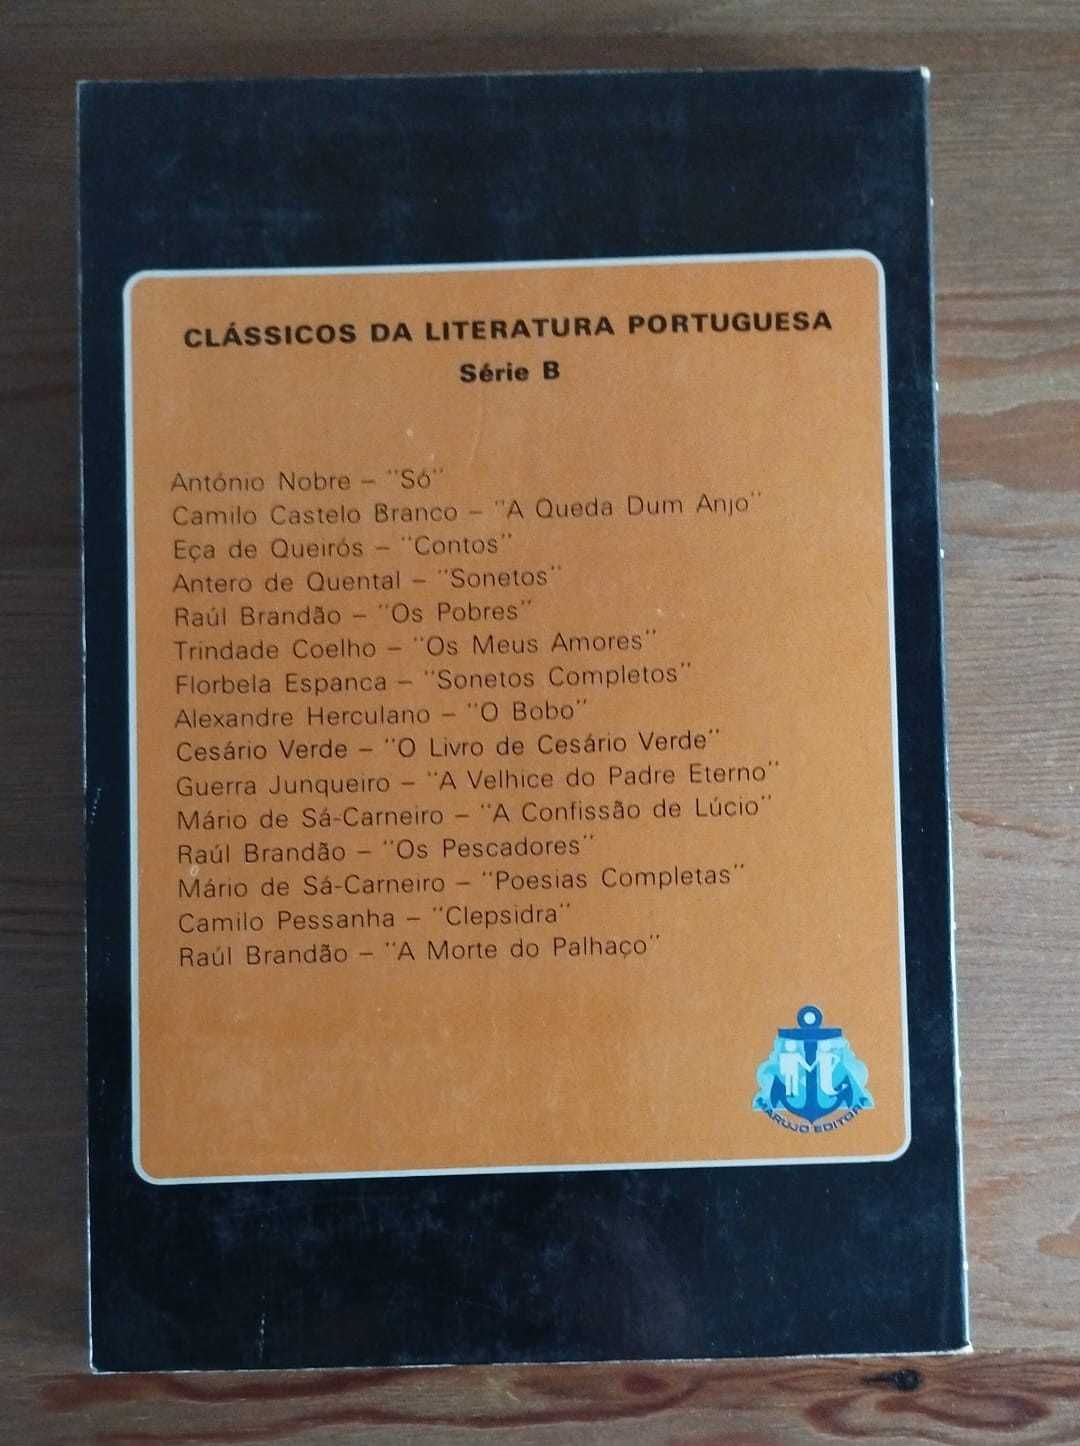 CLÁSSICOS DA LITERATURA PORTUGUESA
Série B
António Nobre – "Só"
Camilo Castelo Branco – "A Queda Dum Anjo"
Eça de Queirós – "Contos"
Antero de Quental – "Sonetos"
Raúl Brandão – "Os Pobres"
Trindade Coelho – "Os Meus Amores"
Florbela Espanca – "Sonetos Completos"
Alexandre Herculano – "O Bobo"
Cesário Verde – "O Livro de Cesário Verde"
Guerra Junqueiro – "A Velhice do Padre Eterno"
Mário de Sá-Carneiro – "A Confissão de Lúcio"
Raúl Brandão – "Os Pescadores"
Mário de Sá-Carneiro – "Poesias Completas"
Camilo Pessanha – "Clepsidra"
Raúl Brandão – "A Morte do Palhaço"
MARUJO EDITORA